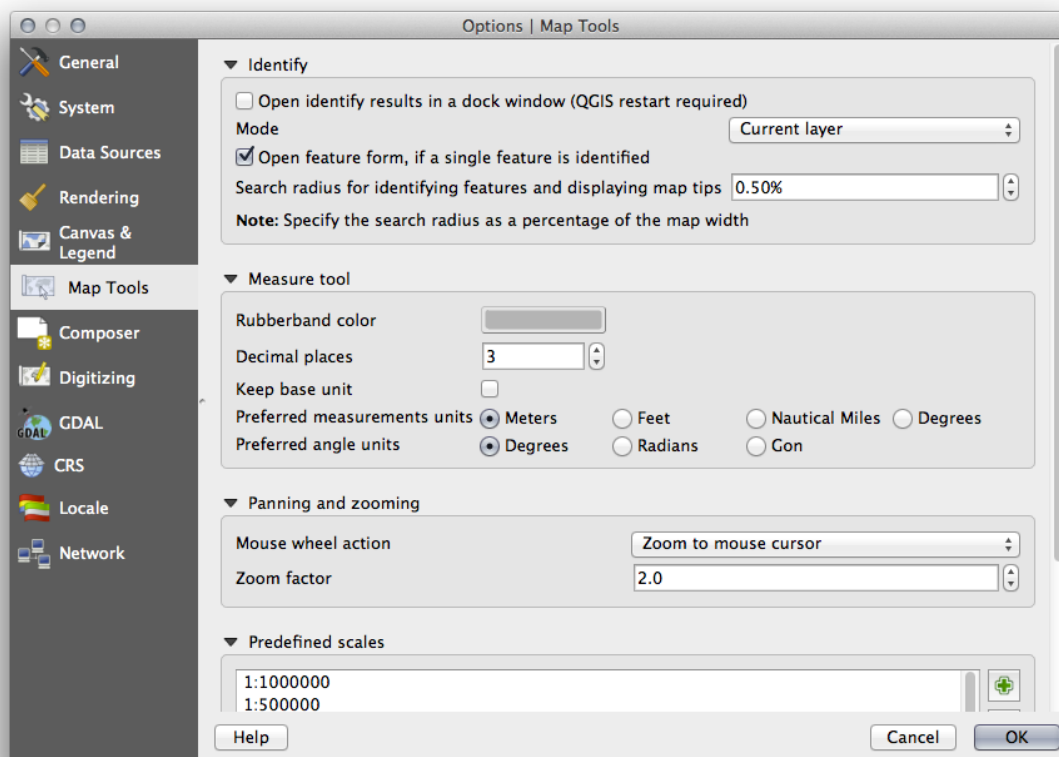 Options | Map Tools
General
System
Data Sources
Rendering
Canvas &
Legend
Map Tools
Composer
Digitizing
GDAL
GDAL
CRS
Locale
Network
Identify
Open identify results in a dock window (QGIS restart required)
Mode Current layer
Open feature form, if a single feature is identified
Search radius for identifying features and displaying map tips 0.50%
Note: Specify the search radius as a percentage of the map width
Measure tool
Rubberband color
Decimal places 3
Keep base unit
Preferred measurements units Meters Feet Nautical Miles Degrees
Preferred angle units Degrees Radians Gon
Panning and zooming
Mouse wheel action Zoom to mouse cursor
Zoom factor 2.0
Predefined scales
1:1000000
1:500000
Help Cancel OK